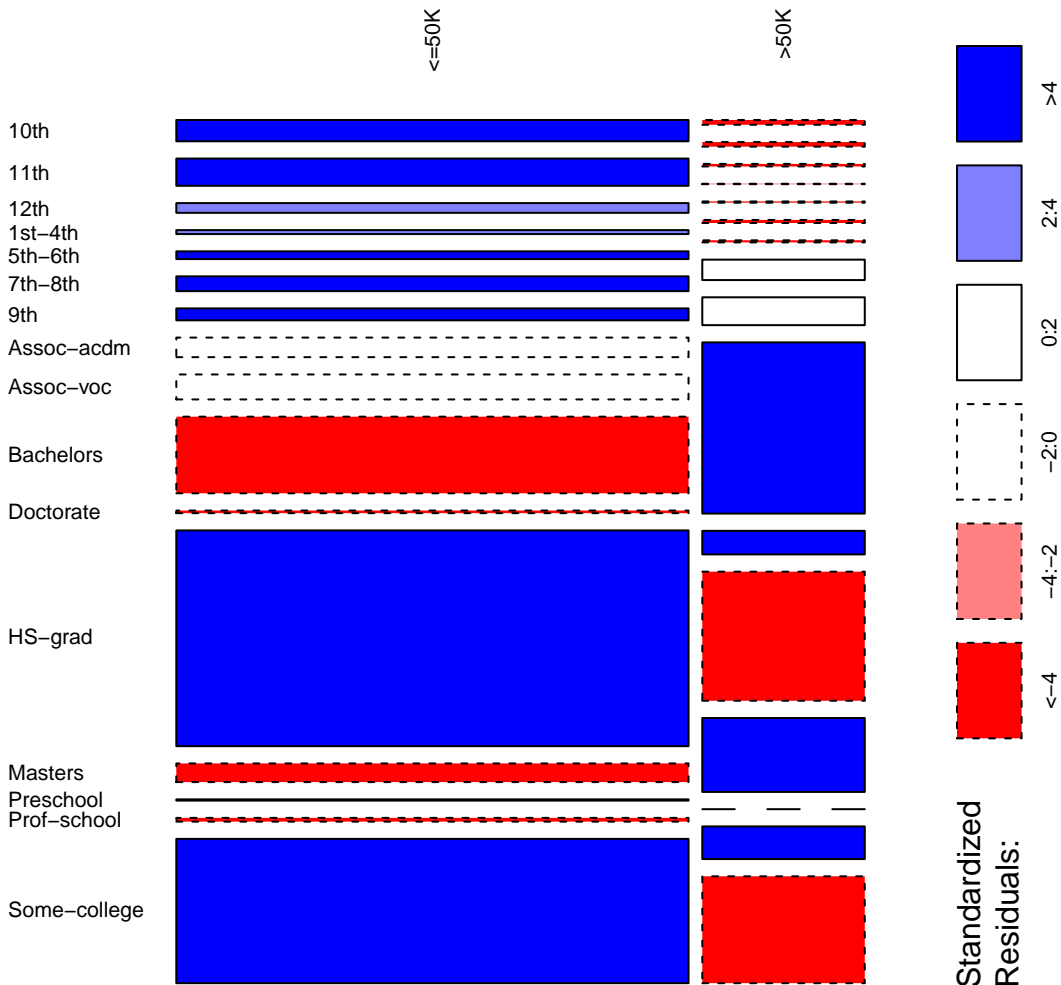 <=50K
>50K
10th
11th
12th
1st−4th
5th−6th
7th−8th
9th
Assoc−acdm
Assoc−voc
Bachelors
Doctorate
HS−grad
Masters
Preschool
Prof−school
Some−college
Standardized
Residuals:
<−4
−4:−2
−2:0
0:2
2:4
>4